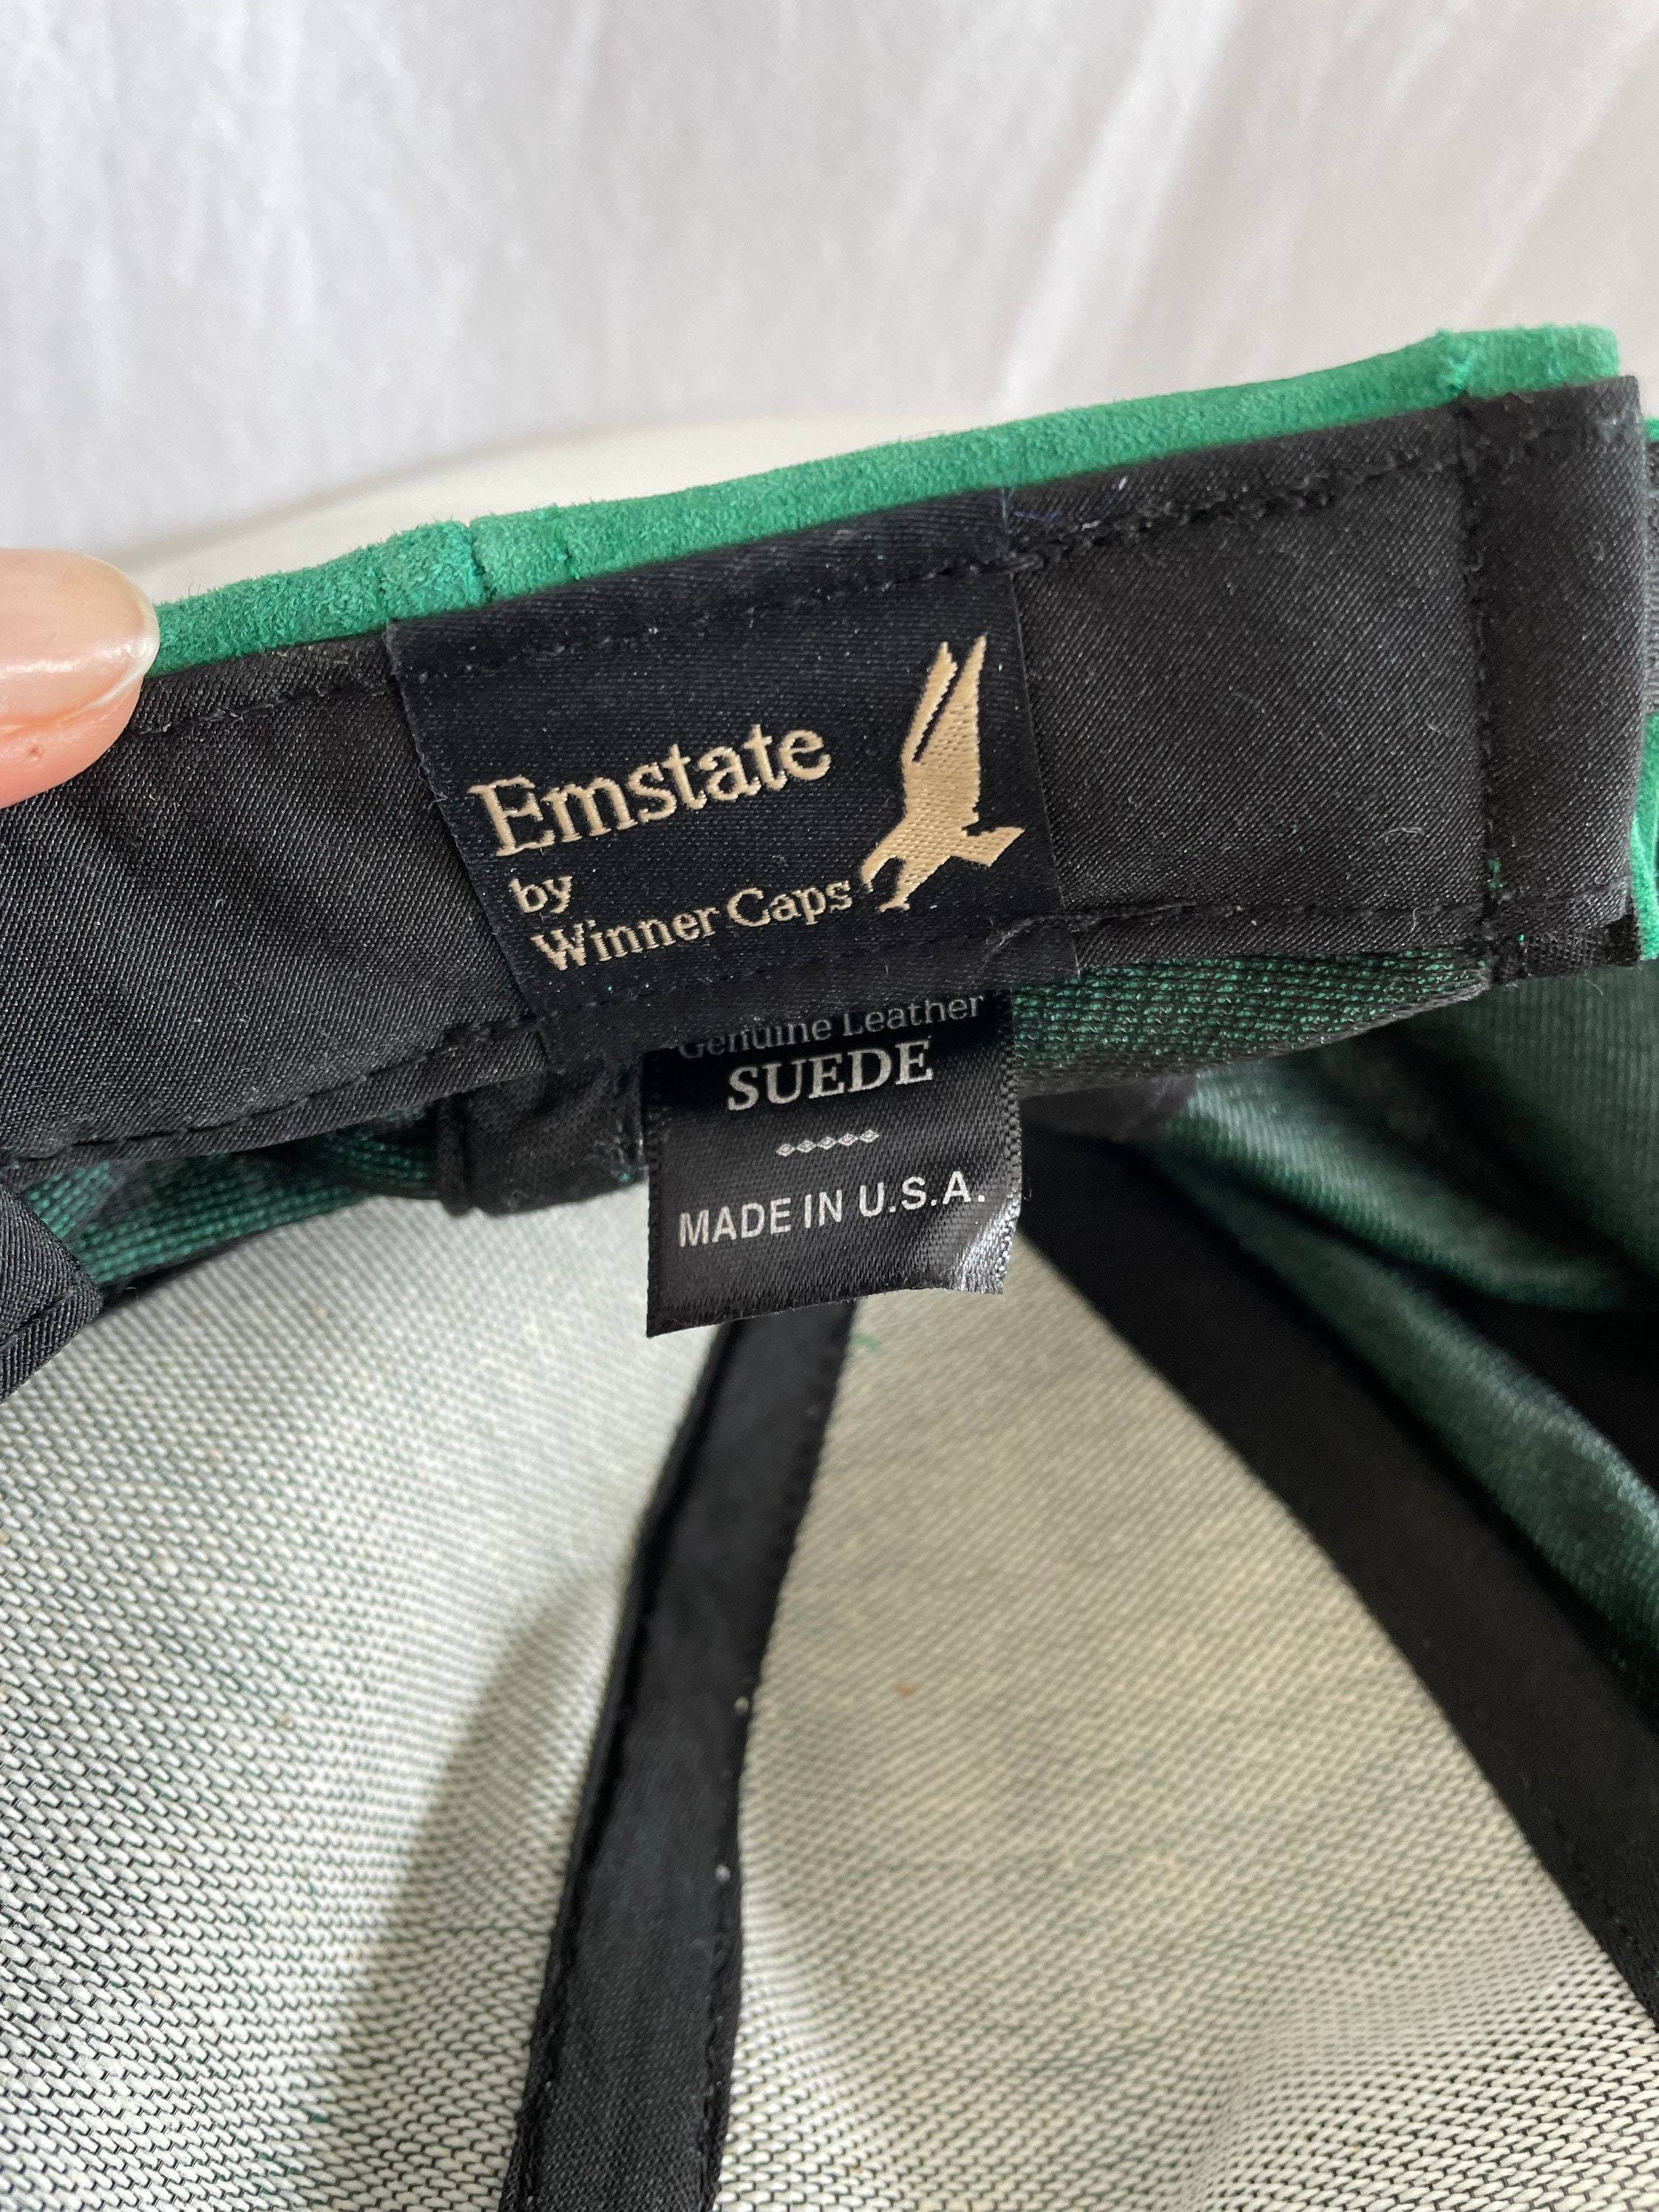 Emstate
by
Winner Caps
Genuine Leather
SUEDE
MADE IN U.S.A.